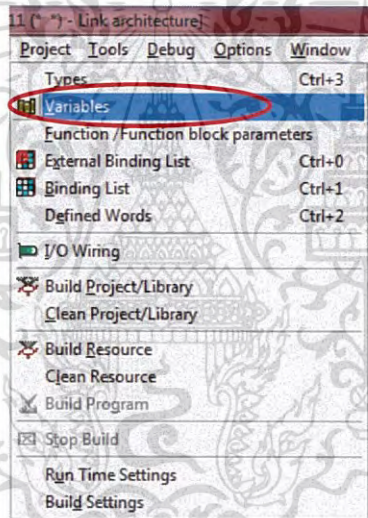 11 (* *) - Link architecture]
Project Tools Debug Options Window
Types Ctrl+3
Variables
Function /Function block parameters
External Binding List Ctrl+0
Binding List Ctrl+1
Defined Words Ctrl+2
I/O Wiring
Build Project/Library
Clean Project/Library
Build Resource
Clean Resource
Build Program
Stop Build
Run Time Settings
Build Settings